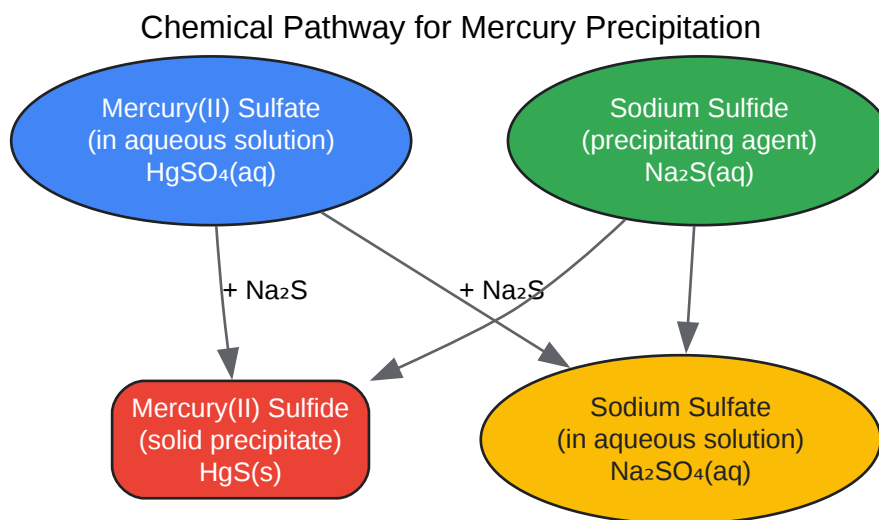 Chemical Pathway for Mercury Precipitation
Mercury(II) Sulfate
(in aqueous solution)
HgSO₄(aq)
Sodium Sulfide
(precipitating agent)
Na₂S(aq)
+ Na₂S
+ Na₂S
Mercury(II) Sulfide
(solid precipitate)
HgS(s)
Sodium Sulfate
(in aqueous solution)
Na₂SO₄(aq)